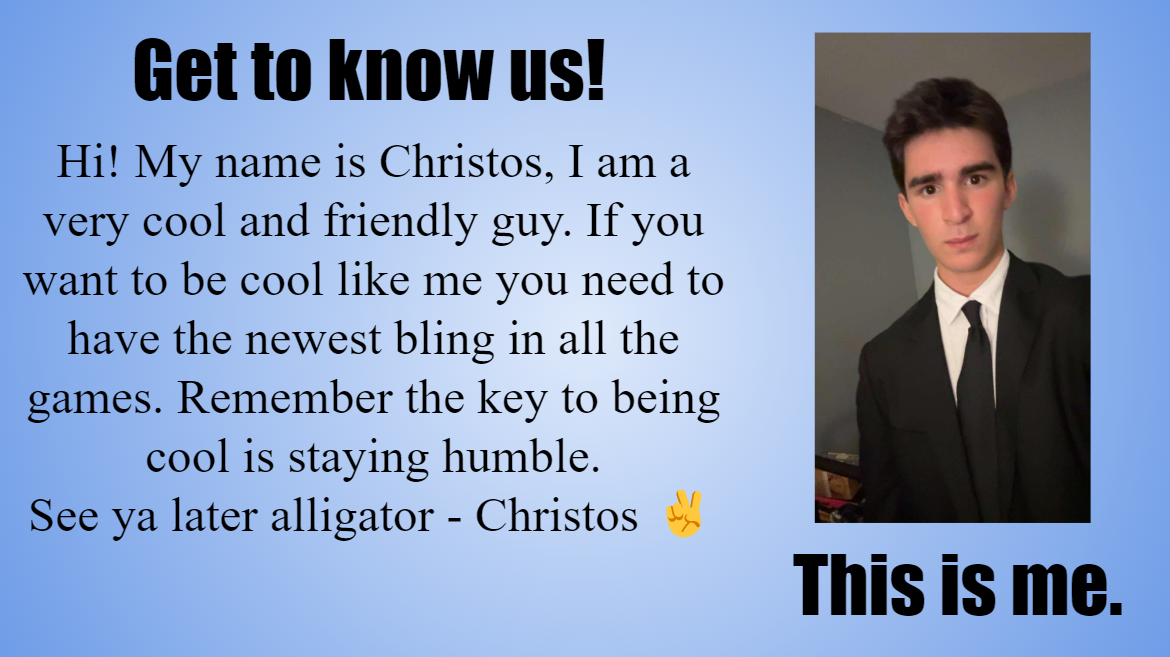 Get to know us!
Hi! My name is Christos, I am a
very cool and friendly guy. If you
want to be cool like me you need to
have the newest bling in all the
games. Remember the key to being
cool is staying humble.
See ya later alligator - Christos ✌️
This is me.